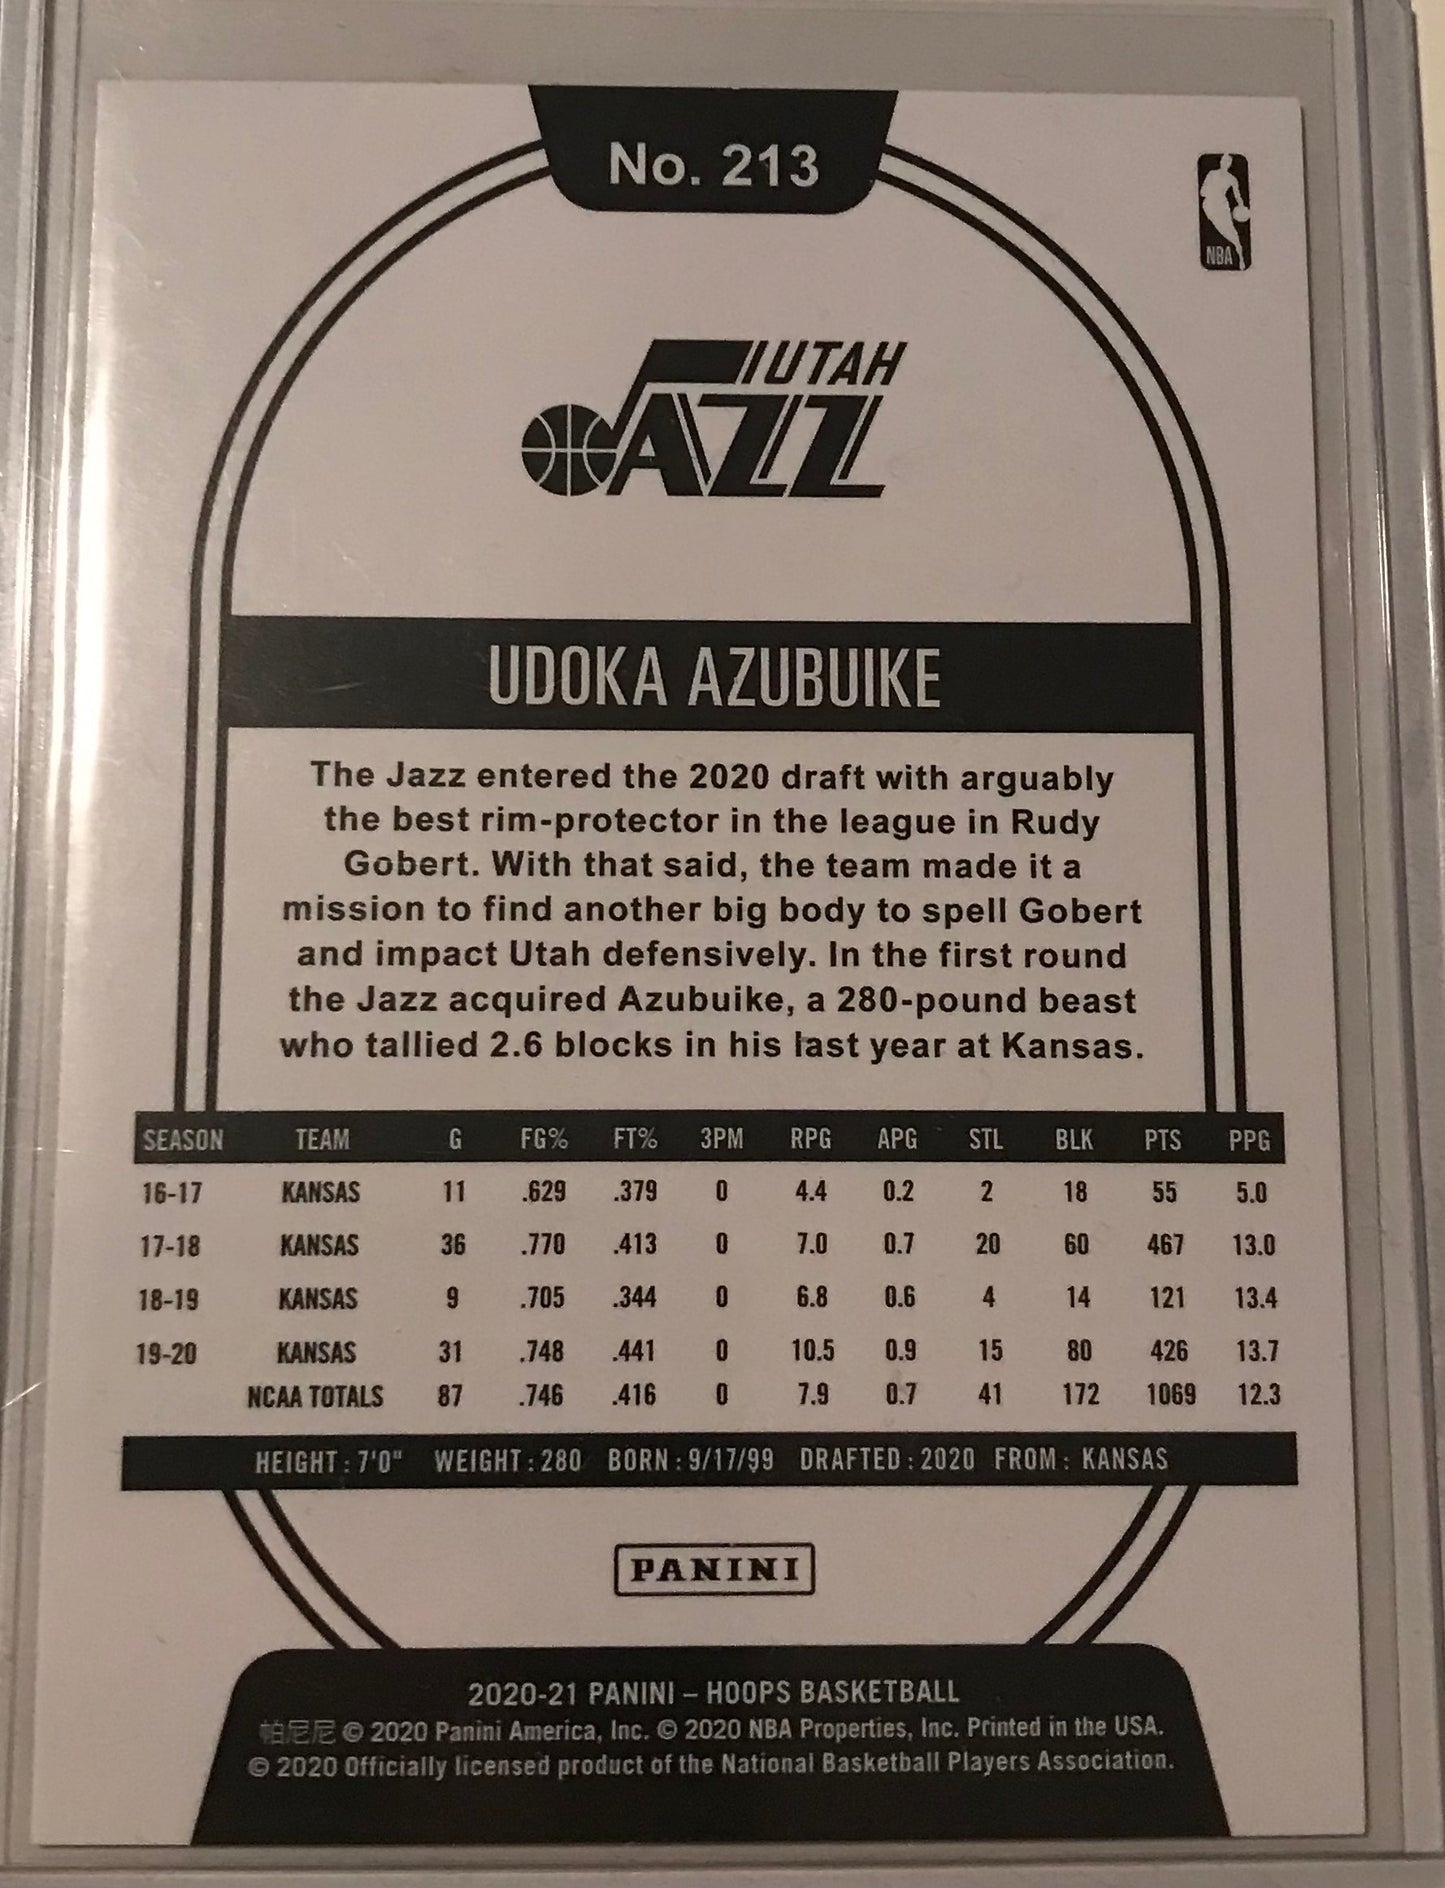 No. 213
NBA
UTAH
JAZZ
UDOKA AZUBUIKE
The Jazz entered the 2020 draft with arguably
the best rim-protector in the league in Rudy
Gobert. With that said, the team made it a
mission to find another big body to spell Gobert
and impact Utah defensively. In the first round
the Jazz acquired Azubuike, a 280-pound beast
who tallied 2.6 blocks in his last year at Kansas.
SEASON TEAM G FG% FT% 3PM RPG APG STL BLK PTS PPG
16-17 KANSAS 11 .629 .379 0 4.4 0.2 2 18 55 5.0
17-18 KANSAS 36 .770 .413 0 7.0 0.7 20 60 467 13.0
18-19 KANSAS 9 .705 .344 0 6.8 0.6 4 14 121 13.4
19-20 KANSAS 31 .748 .441 0 10.5 0.9 15 80 426 13.7
NCAA TOTALS 87 .746 .416 0 7.9 0.7 41 172 1069 12.3
HEIGHT : 7'0" WEIGHT : 280 BORN : 9/17/99 DRAFTED : 2020 FROM : KANSAS
PANINI
2020-21 PANINI – HOOPS BASKETBALL
帕尼尼 © 2020 Panini America, Inc. © 2020 NBA Properties, Inc. Printed in the USA.
© 2020 Officially licensed product of the National Basketball Players Association.